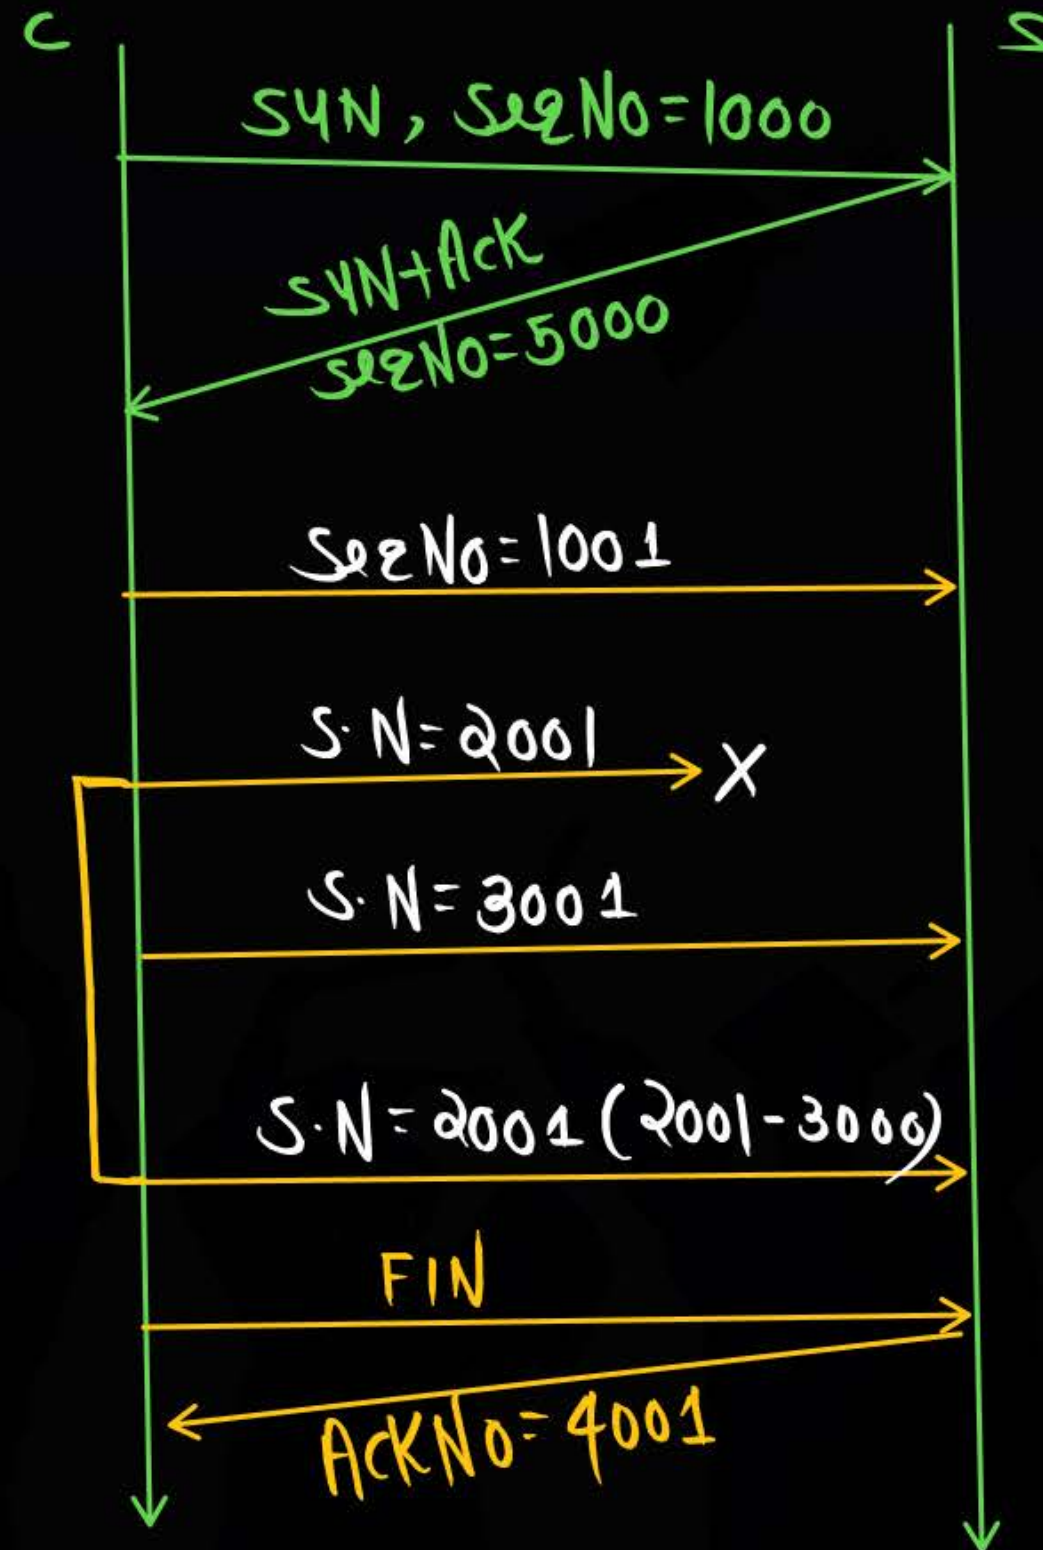 C
S
SYN, SeqNo=1000
SYN+ACK
SeqNo=5000
SeqNo=1001
S.N=2001
X
S.N=3001
S.N=2001 (2001-3000)
FIN
ACKNo=4001